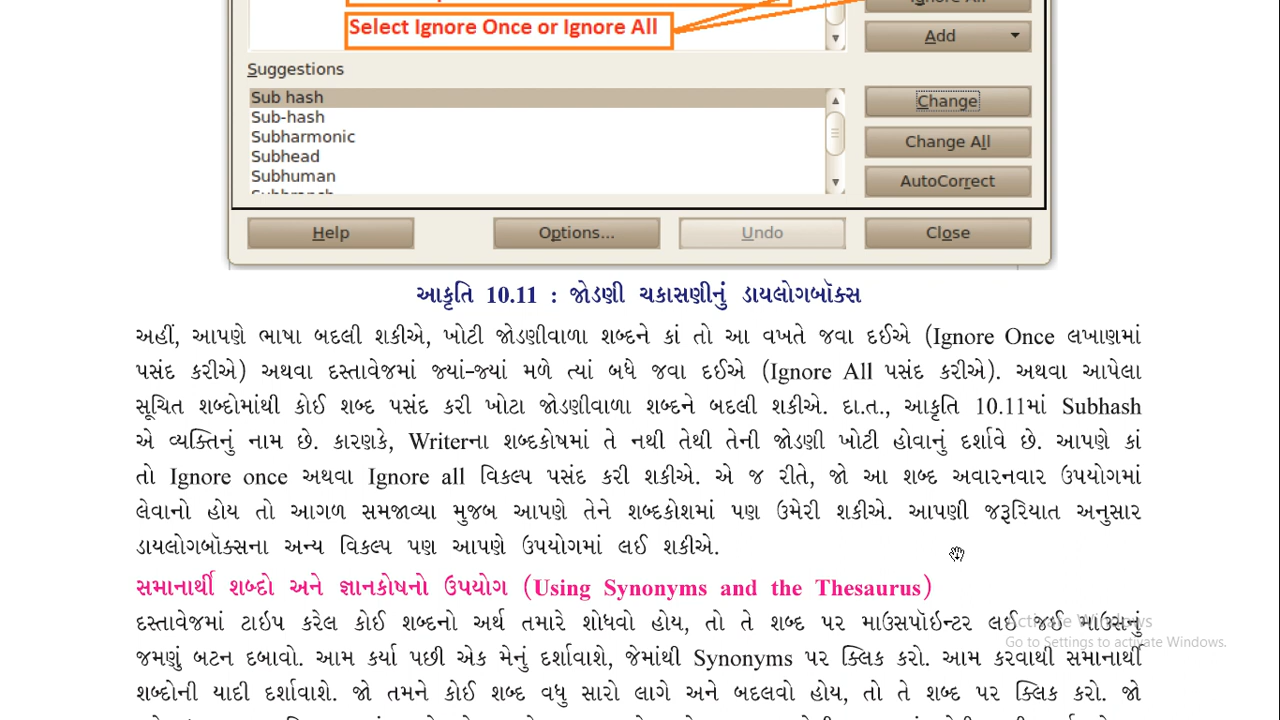 Select Ignore Once or Ignore All
Add
Suggestions
Sub hash
Sub-hash
Subharmonic
Subhead
Subhuman
Change
Change All
AutoCorrect
Help
Options...
Undo
Close
આકૃતિ 10.11 : જોડણી ચકાસણીનું ડાયલોગબૉક્સ
અહીં, આપણે ભાષા બદલી શકીએ, ખોટી જોડણીવાળા શબ્દને કાં તો આ વખતે જવા દઈએ (Ignore Once લખાણમાં
પસંદ કરીએ) અથવા દસ્તાવેજમાં જ્યાં-જ્યાં મળે ત્યાં બધે જવા દઈએ (Ignore All પસંદ કરીએ). અથવા આપેલા
સૂચિત શબ્દોમાંથી કોઈ શબ્દ પસંદ કરી ખોટા જોડણીવાળા શબ્દને બદલી શકીએ. દા.ત., આકૃતિ 10.11માં Subhash
એ વ્યક્તિનું નામ છે. કારણકે, Writerના શબ્દકોષમાં તે નથી તેથી તેની જોડણી ખોટી હોવાનું દર્શાવે છે. આપણે કાં
તો Ignore once અથવા Ignore all વિકલ્પ પસંદ કરી શકીએ. એ જ રીતે, જો આ શબ્દ અવારનવાર ઉપયોગમાં
લેવાનો હોય તો આગળ સમજાવ્યા મુજબ આપણે તેને શબ્દકોશમાં પણ ઉમેરી શકીએ. આપણી જરૂરિયાત અનુસાર
ડાયલોગબૉક્સના અન્ય વિકલ્પ પણ આપણે ઉપયોગમાં લઈ શકીએ.
સમાનાર્થી શબ્દો અને જ્ઞાનકોષનો ઉપયોગ (Using Synonyms and the Thesaurus)
દસ્તાવેજમાં ટાઇપ કરેલ કોઈ શબ્દનો અર્થ તમારે શોધવો હોય, તો તે શબ્દ પર માઉસપૉઇન્ટર લઈ જઈ માઉસનું
જમણું બટન દબાવો. આમ કર્યા પછી એક મેનું દર્શાવાશે, જેમાંથી Synonyms પર ક્લિક કરો. આમ કરવાથી સમાનાર્થી
શબ્દોની યાદી દર્શાવાશે. જો તમને કોઈ શબ્દ વધુ સારો લાગે અને બદલવો હોય, તો તે શબ્દ પર ક્લિક કરો. જો
Activate Windows
Go to Settings to activate Windows.